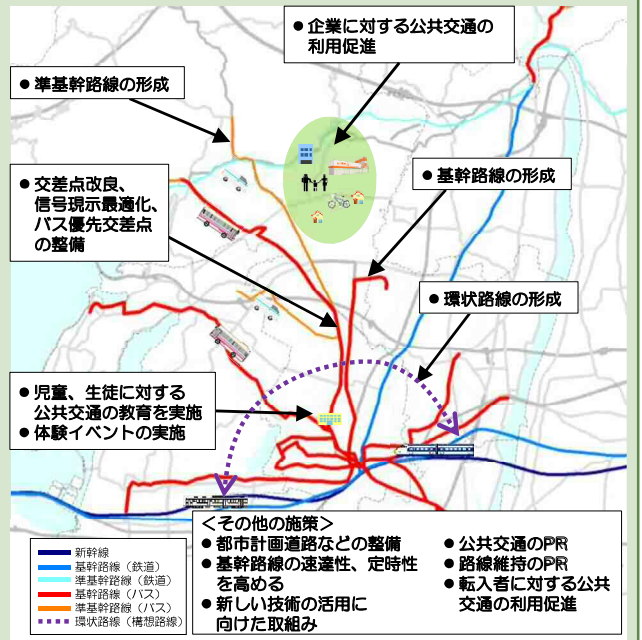 ●企業に対する公共交通の
利用促進
●準基幹路線の形成
●交差点改良、
信号現示最適化、
バス優先交差点
の整備
●基幹路線の形成
●環状路線の形成
●児童、生徒に対する
公共交通の教育を実施
●体験イベントの実施
＜その他の施策＞
●都市計画道路などの整備
●基幹路線の速達性、定時性
を高める
●新しい技術の活用に
向けた取組み
●公共交通のPR
●路線維持のPR
●転入者に対する公共
交通の利用促進
新幹線
基幹路線（鉄道）
準基幹路線（鉄道）
基幹路線（バス）
準基幹路線（バス）
環状路線（構想路線）